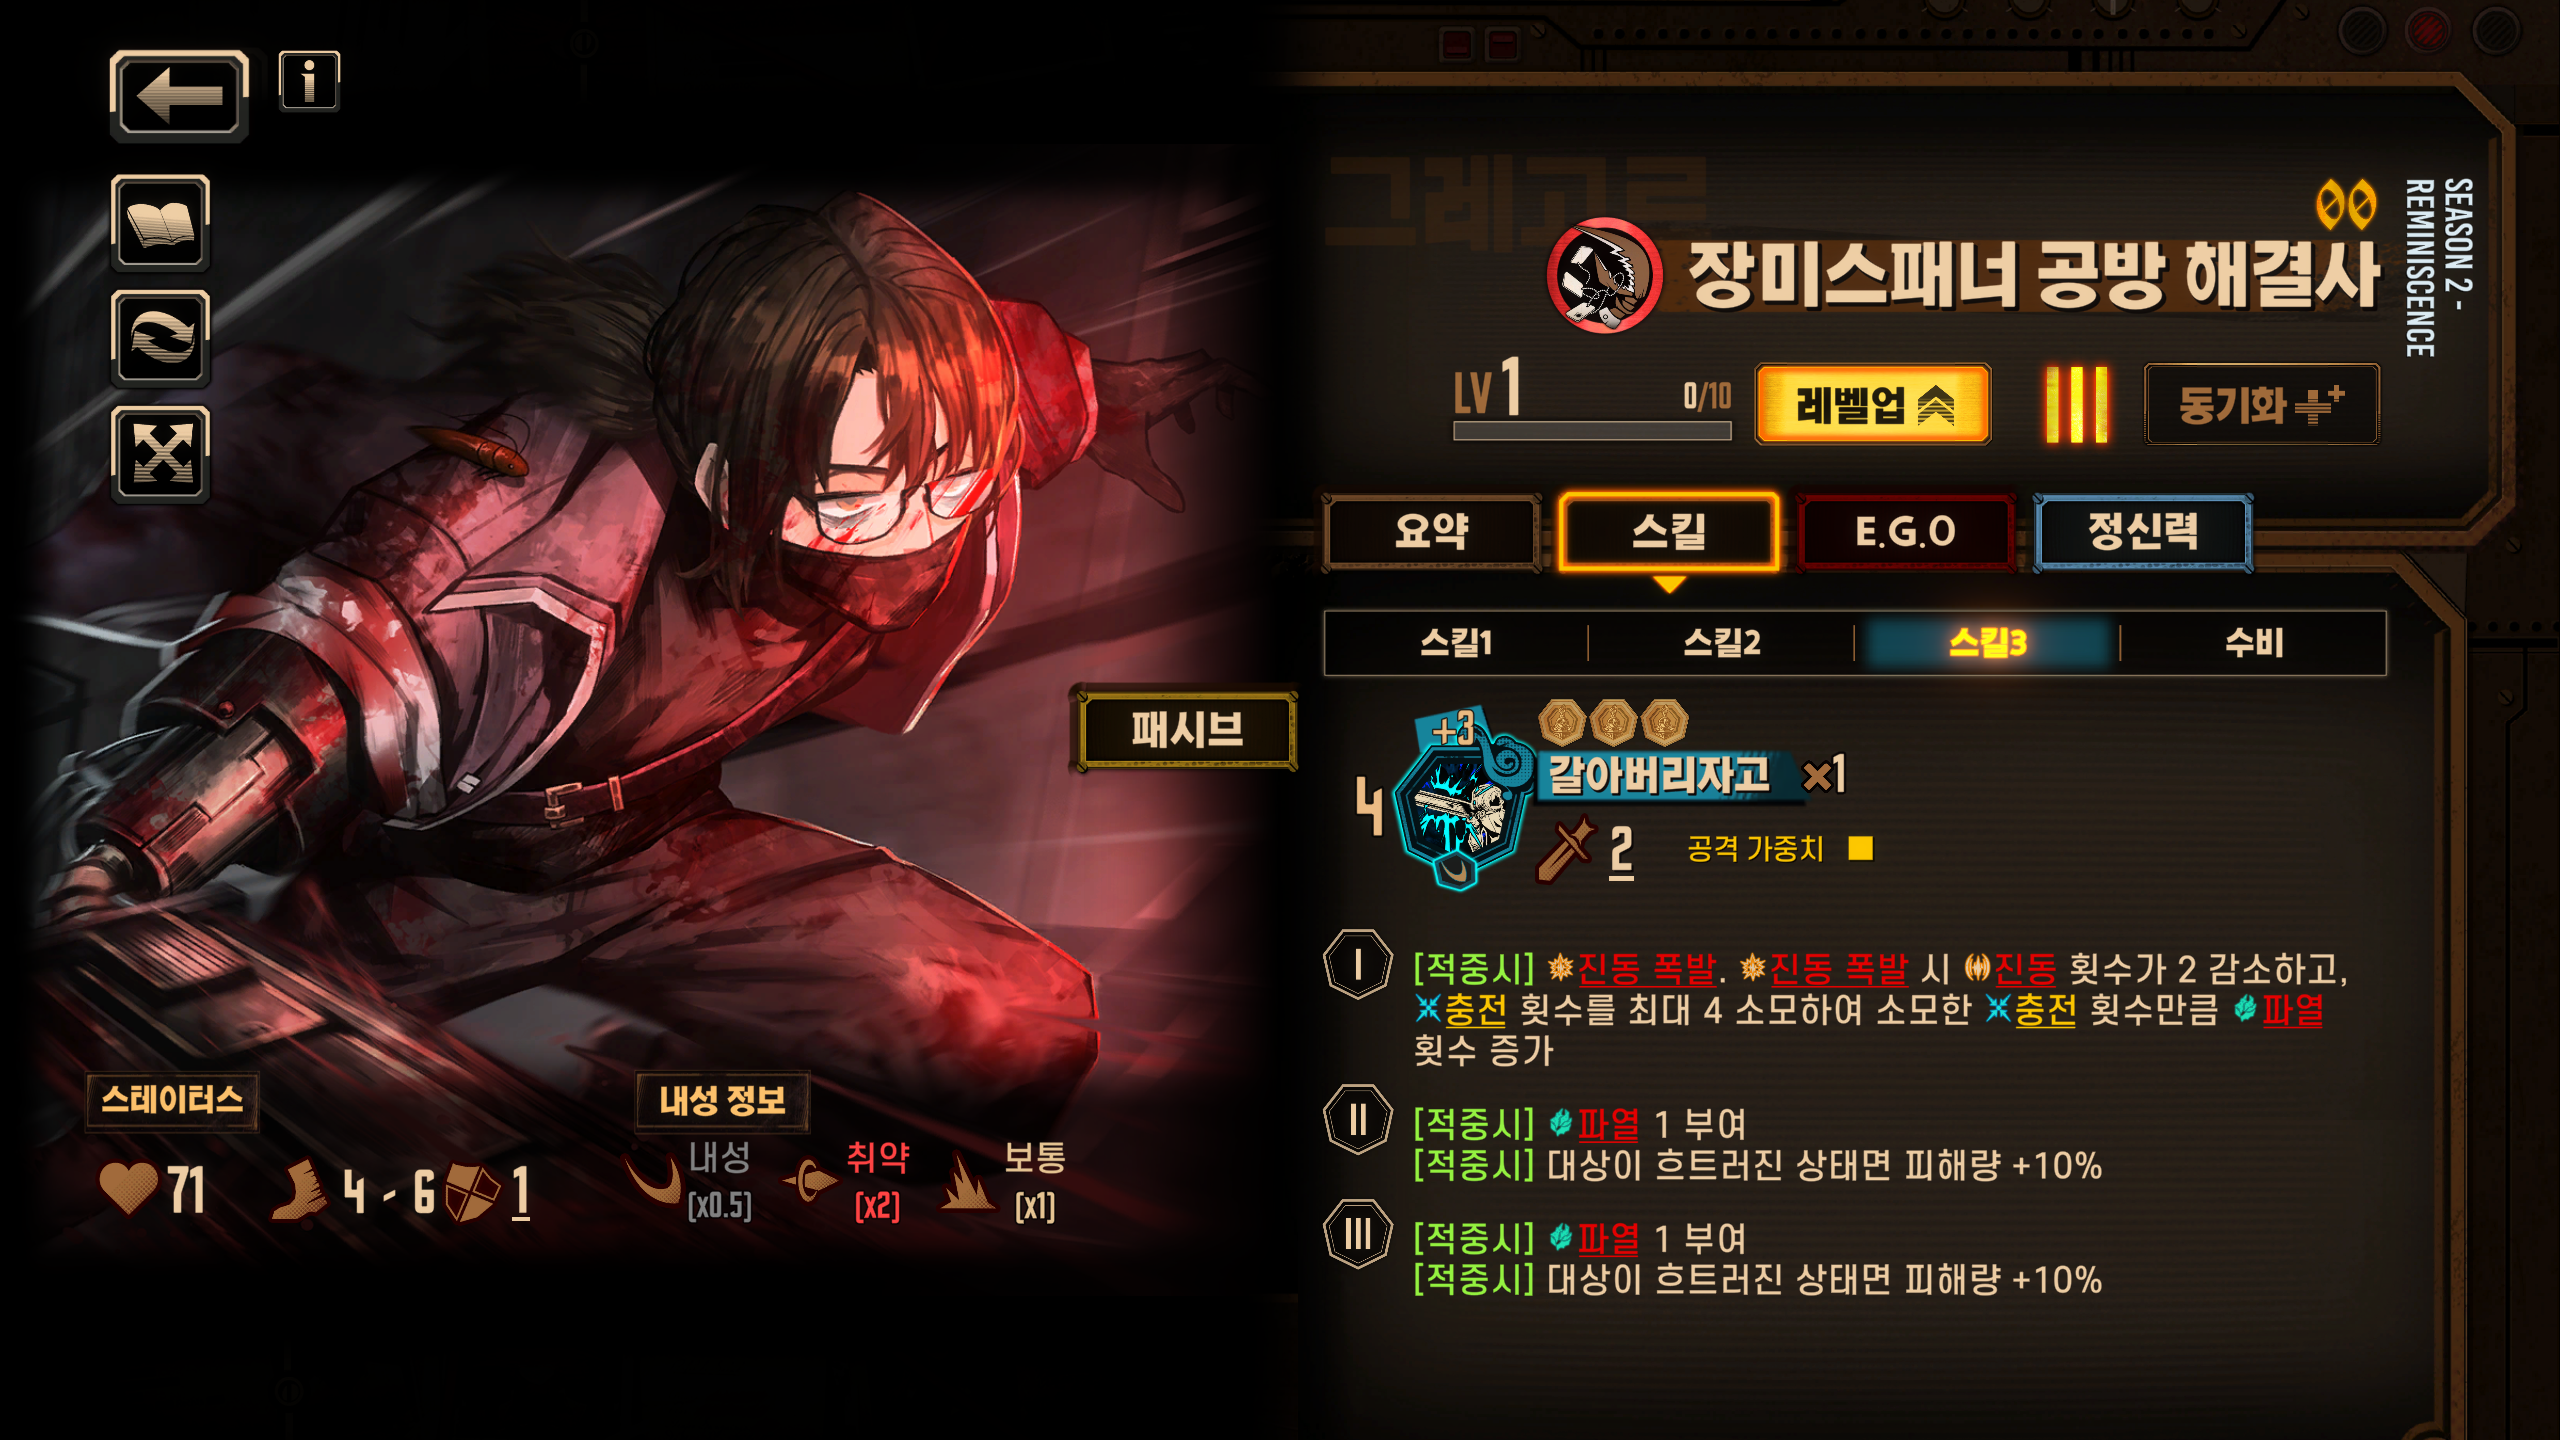 그레고르
장미스패너 공방 해결사
SEASON 2 -
REMINISCENCE
LV 1
0/10
레벨업
동기화
요약
스킬
E.G.O
정신력
스킬1
스킬2
스킬3
수비
패시브
+3
4
갈아버리자고 ×1
2
공격 가중치
I
[적중시] 진동 폭발. 진동 폭발 시 진동 횟수가 2 감소하고,
충전 횟수를 최대 4 소모하여 소모한 충전 횟수만큼 파열
횟수 증가
II
[적중시] 파열 1 부여
[적중시] 대상이 흐트러진 상태면 피해량 +10%
III
[적중시] 파열 1 부여
[적중시] 대상이 흐트러진 상태면 피해량 +10%
스테이터스
71
4 - 6
1
내성 정보
내성
[x0.5]
취약
[x2]
보통
[x1]